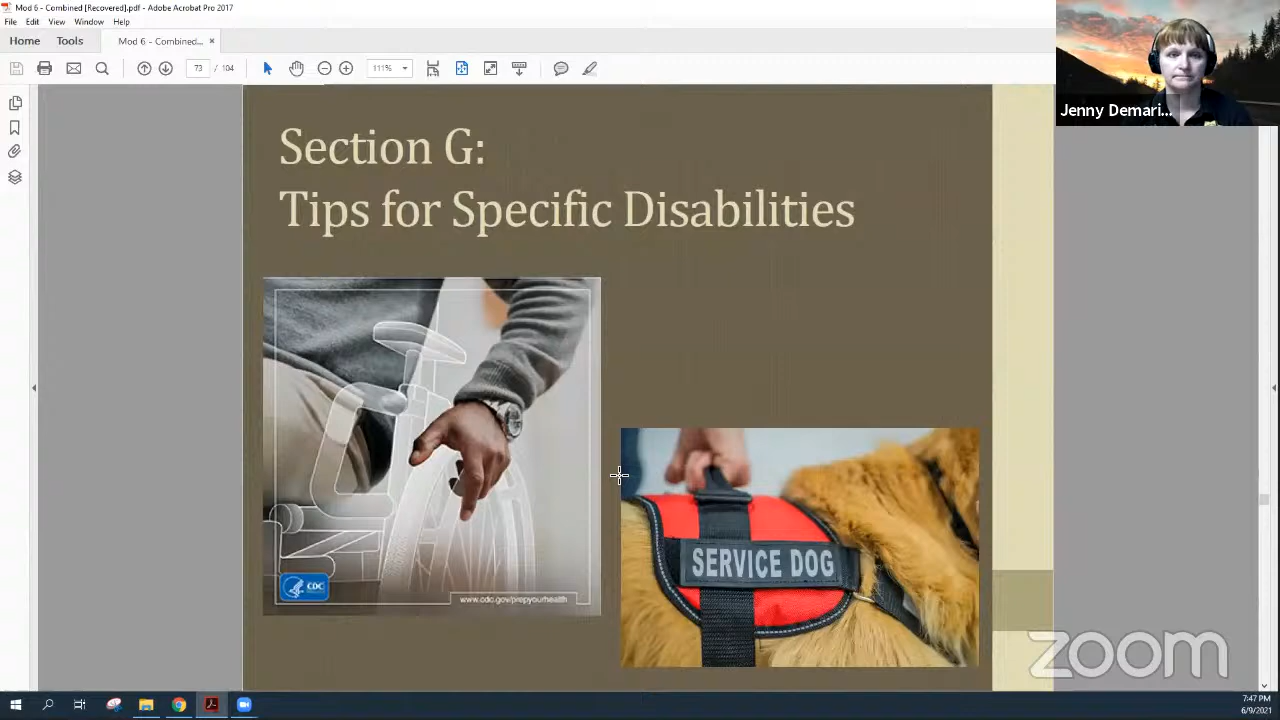 Mod 6 - Combined [Recovered].pdf - Adobe Acrobat Pro 2017
File Edit View Window Help
Home Tools Mod 6 - Combined... ×
73 / 104 111%
Jenny Demari...
Section G:
Tips for Specific Disabilities
SERVICE DOG
CDC
www.cdc.gov/prepyourhealth
zoom
7:47 PM
6/9/2021